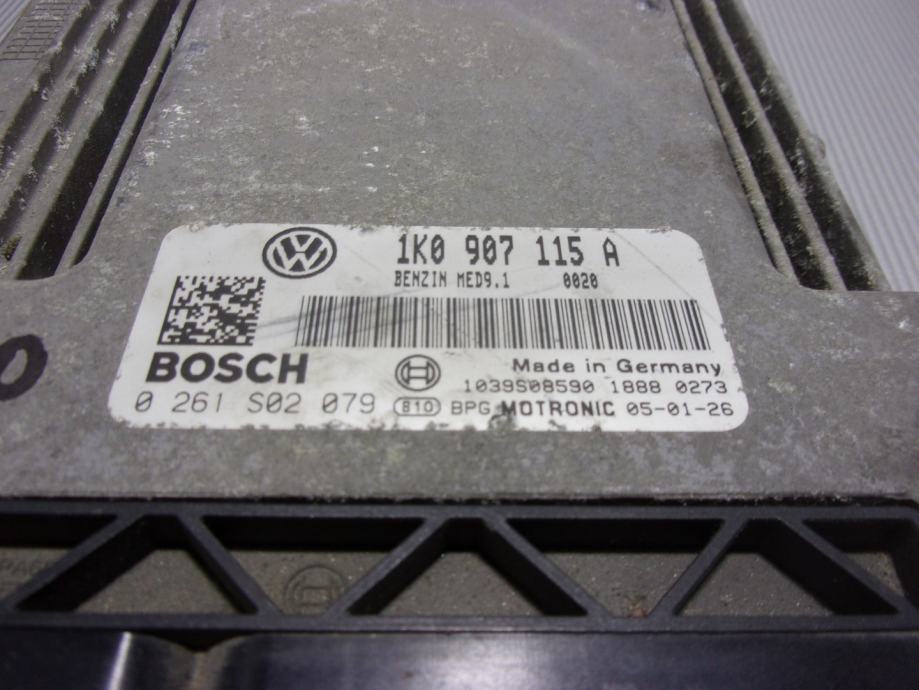 1K0 907 115 A
BENZIN MED9.1 0020
BOSCH
Made in Germany
1039S08590 1888 0273
0 261 S02 079
810 BPG MOTRONIC 05-01-26